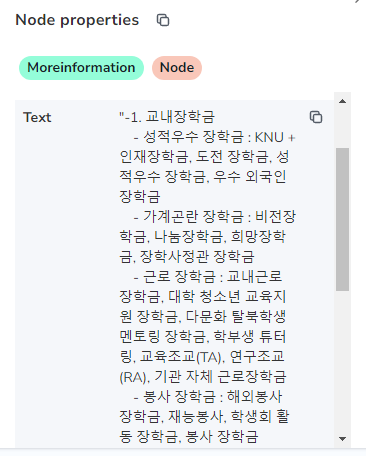 Node properties
Moreinformation Node
Text "-1. 교내장학금
- 성적우수 장학금 : KNU +
인재장학금, 도전 장학금, 성
적우수 장학금, 우수 외국인
장학금
- 가계곤란 장학금 : 비전장
학금, 나눔장학금, 희망장학
금, 장학사정관 장학금
- 근로 장학금 : 교내근로
장학금, 대학 청소년 교육지
원 장학금, 다문화 탈북학생
멘토링 장학금, 학부생 튜터
링, 교육조교(TA), 연구조교
(RA), 기관 자체 근로장학금
- 봉사 장학금 : 해외봉사
장학금, 재능봉사, 학생회 활
동 장학금, 봉사 장학금